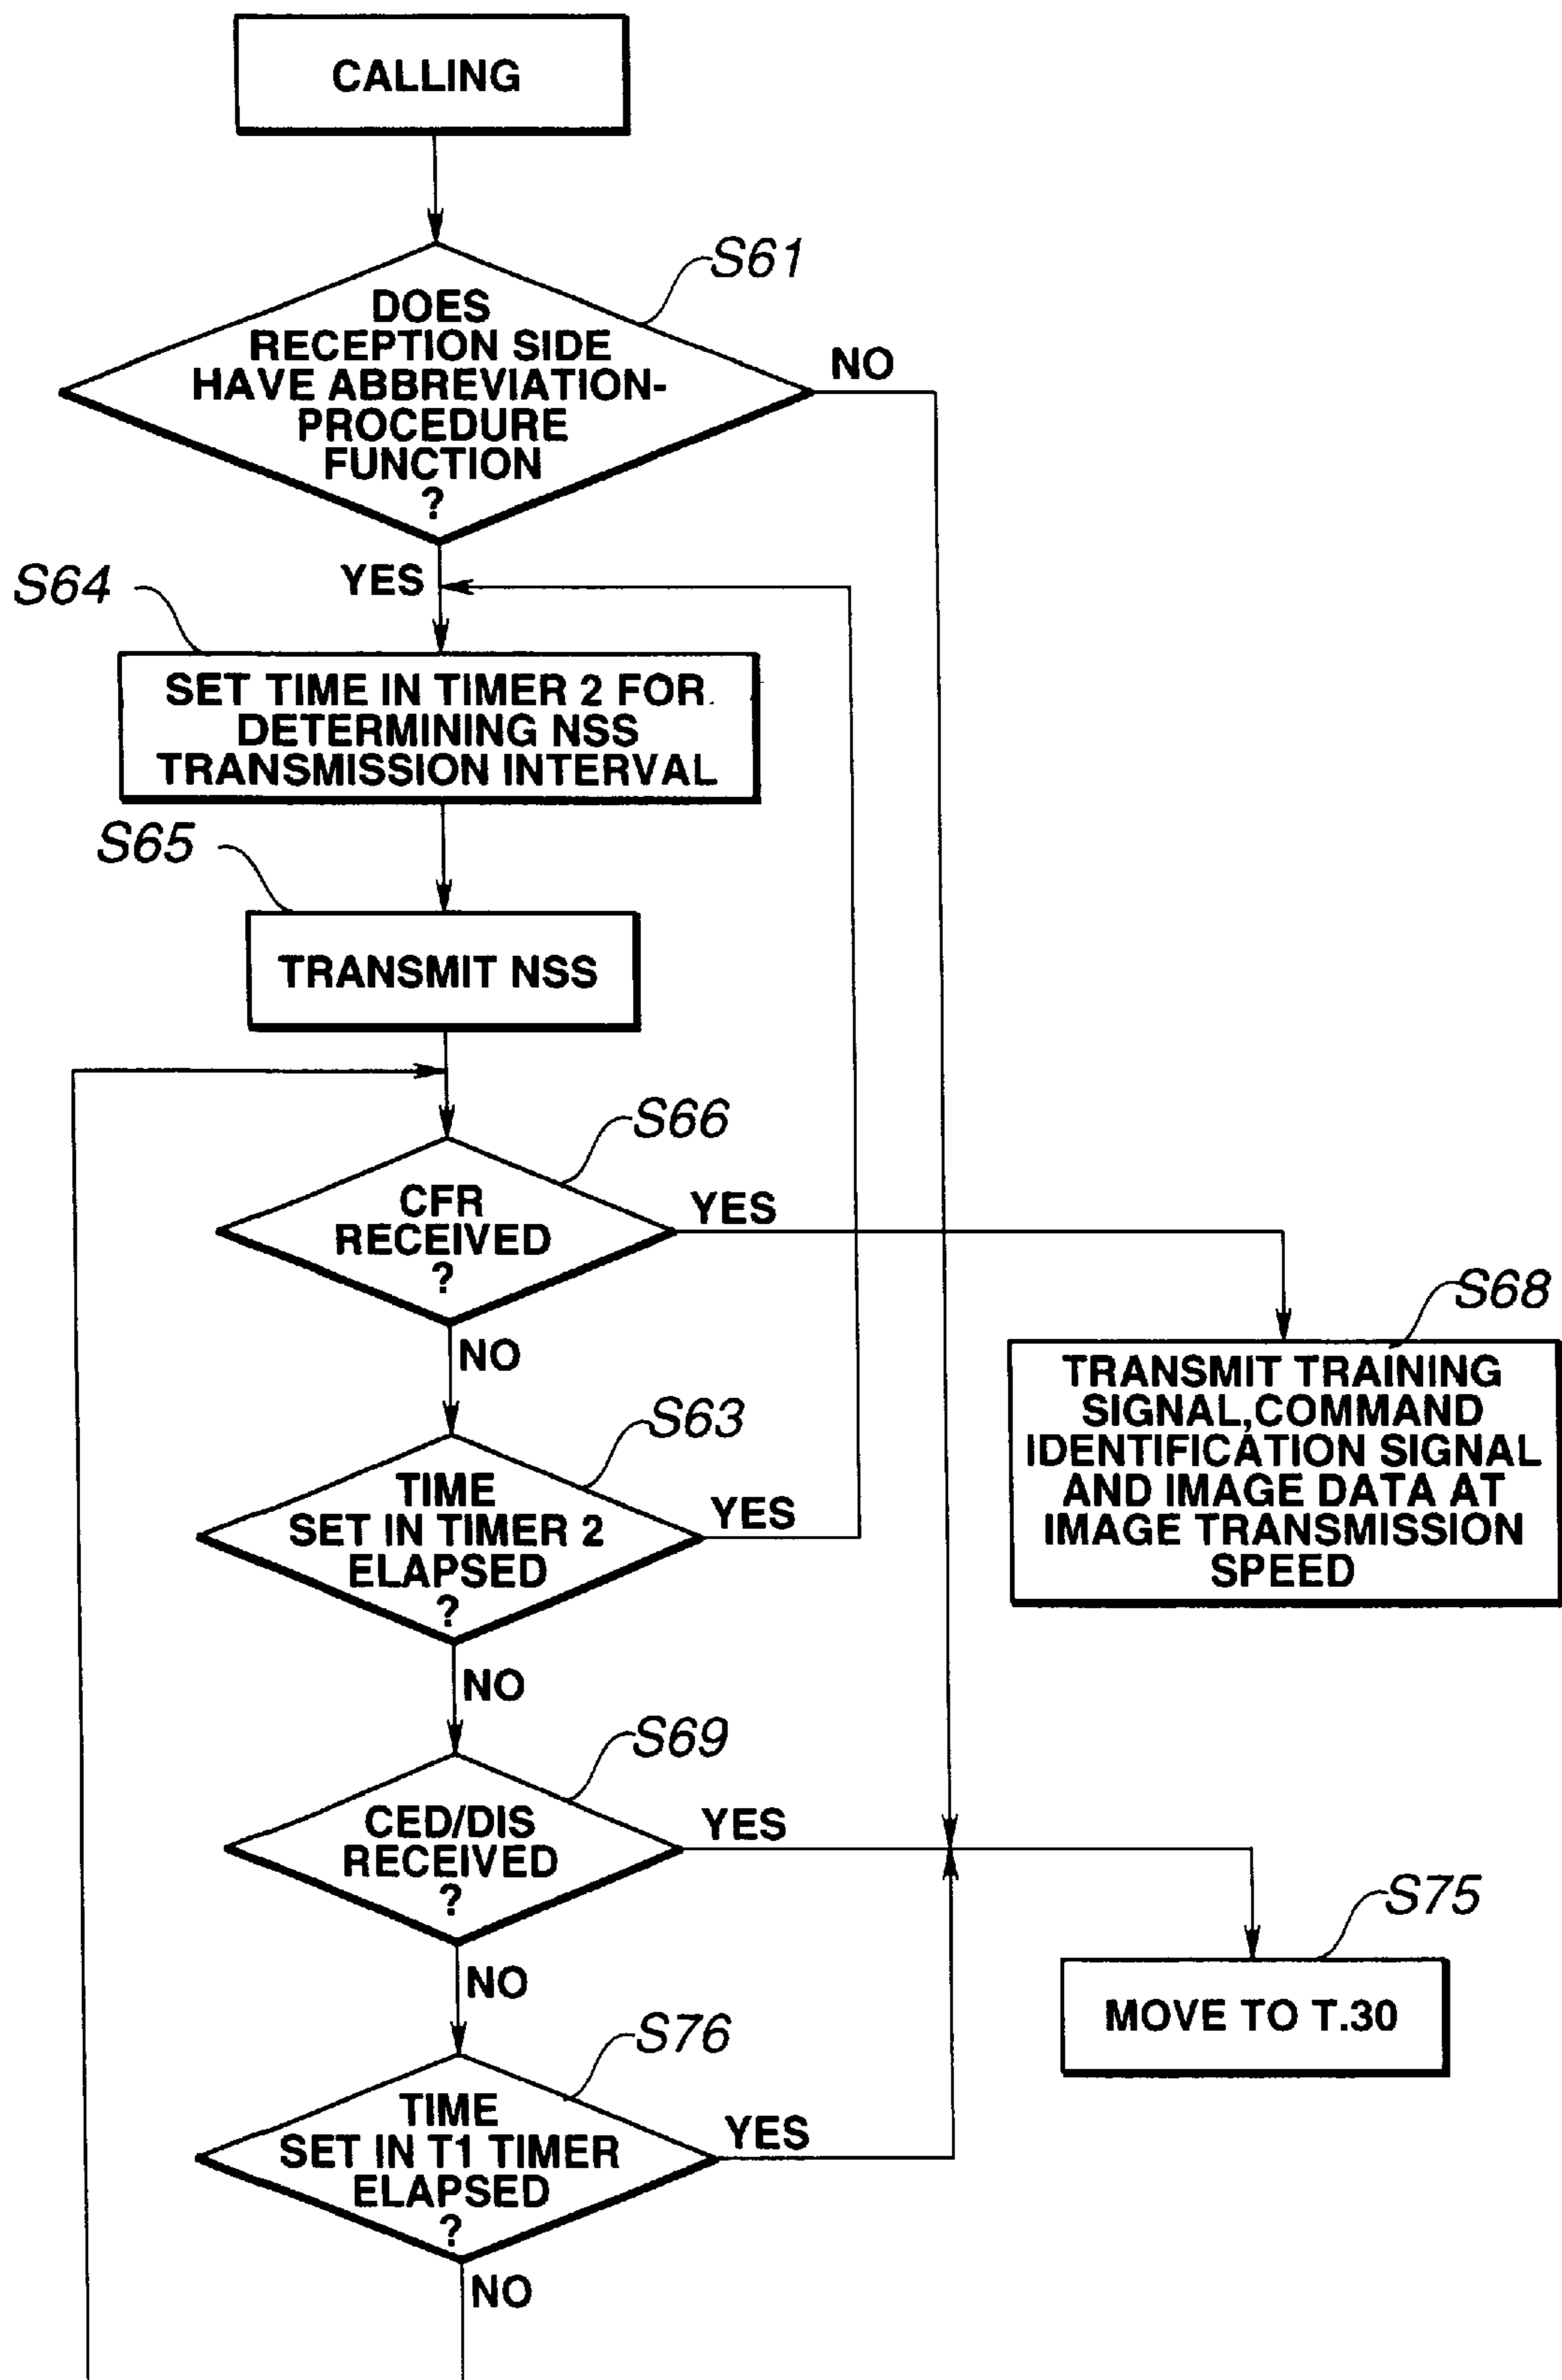 CALLING
S61
DOES
RECEPTION SIDE
HAVE ABBREVIATION-
PROCEDURE
FUNCTION
?
NO
YES
S64
SET TIME IN TIMER 2 FOR
DETERMINING NSS
TRANSMISSION INTERVAL
S65
TRANSMIT NSS
S66
CFR
RECEIVED
?
YES
NO
S68
TRANSMIT TRAINING
SIGNAL,COMMAND
IDENTIFICATION SIGNAL
AND IMAGE DATA AT
IMAGE TRANSMISSION
SPEED
S63
TIME
SET IN TIMER 2
ELAPSED
?
YES
NO
S69
CED/DIS
RECEIVED
?
YES
NO
S75
MOVE TO T.30
S76
TIME
SET IN T1 TIMER
ELAPSED
?
YES
NO